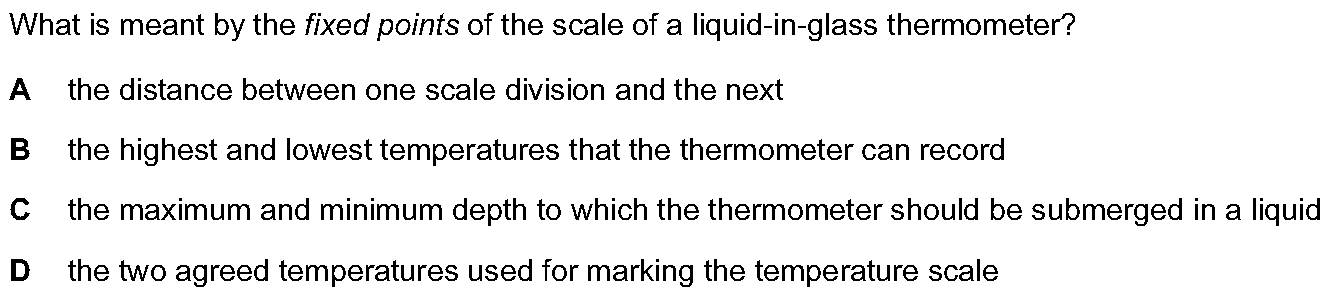 What is meant by the fixed points of the scale of a liquid-in-glass thermometer?
A the distance between one scale division and the next
B the highest and lowest temperatures that the thermometer can record
C the maximum and minimum depth to which the thermometer should be submerged in a liquid
D the two agreed temperatures used for marking the temperature scale